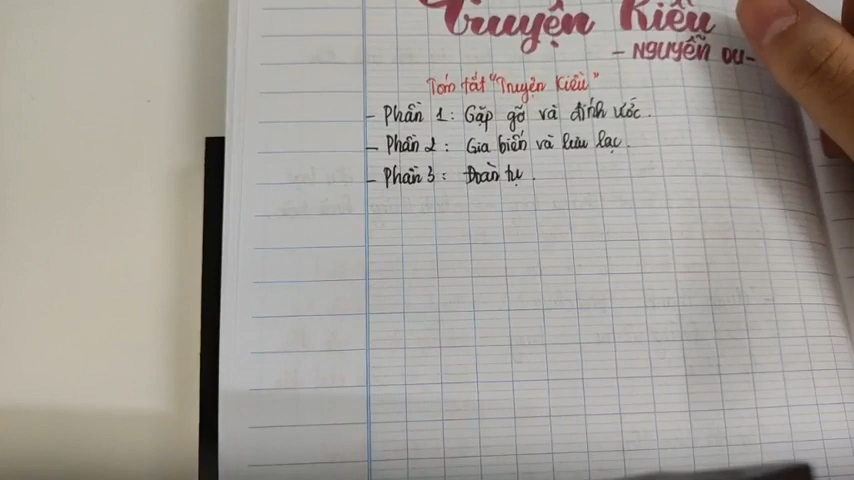 Truyện Kiều
- NGUYỄN DU -
Tóm tắt "Truyện Kiều"
- Phần 1: Gặp gỡ và đính ước.
- Phần 2: Gia biến và lưu lạc.
- Phần 3: Đoàn tụ.